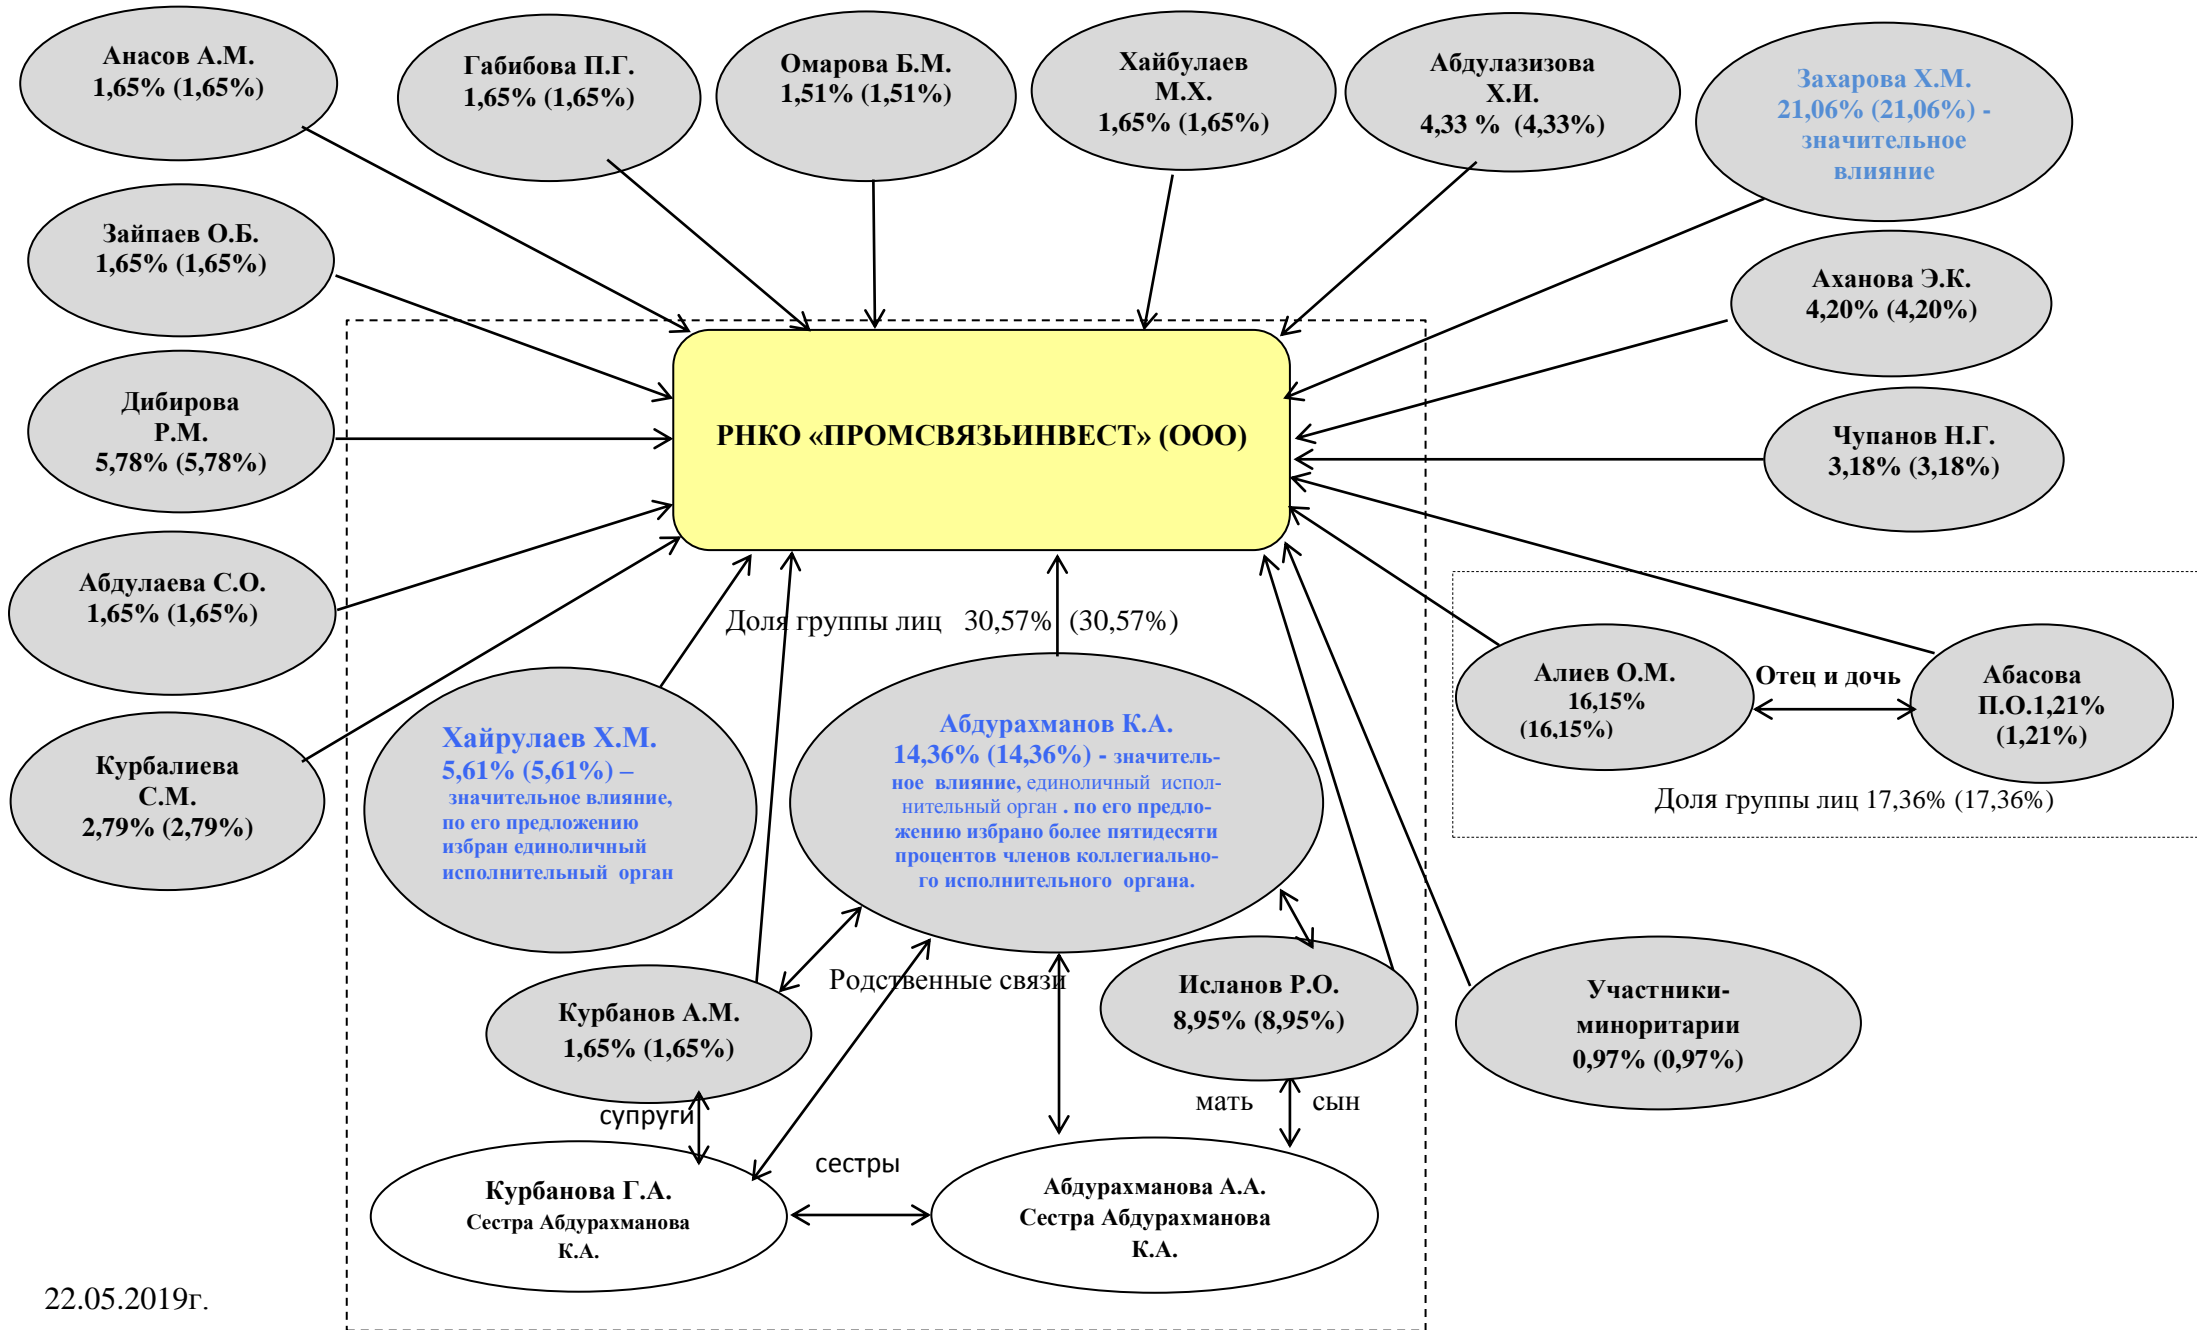 Анасов А.М.
1,65% (1,65%)
Габибова П.Г.
1,65% (1,65%)
Омарова Б.М.
1,51% (1,51%)
Хайбулаев
М.Х.
1,65% (1,65%)
Абдулазизова
Х.И.
4,33 % (4,33%)
Захарова Х.М.
21,06% (21,06%) -
значительное
влияние
Зайпаев О.Б.
1,65% (1,65%)
Аханова Э.К.
4,20% (4,20%)
Дибирова
Р.М.
5,78% (5,78%)
РНКО «ПРОМСВЯЗЬИНВЕСТ» (ООО)
Чупанов Н.Г.
3,18% (3,18%)
Абдулаева С.О.
1,65% (1,65%)
Доля группы лиц 30,57% (30,57%)
Курбалиева
С.М.
2,79% (2,79%)
Хайрулаев Х.М.
5,61% (5,61%) –
значительное влияние,
по его предложению
избран единоличный
исполнительный орган
Абдурахманов К.А.
14,36% (14,36%) - значитель-
ное влияние, единоличный испол-
нительный орган . по его предло-
жению избрано более пятидесяти
процентов членов коллегиально-
го исполнительного органа.
Алиев О.М.
16,15%
(16,15%)
Отец и дочь
Абасова
П.О.1,21%
(1,21%)
Доля группы лиц 17,36% (17,36%)
Родственные связи
Курбанов А.М.
1,65% (1,65%)
Исланов Р.О.
8,95% (8,95%)
Участники-
миноритарии
0,97% (0,97%)
супруги
мать сын
сестры
Курбанова Г.А.
Сестра Абдурахманова
К.А.
Абдурахманова А.А.
Сестра Абдурахманова
К.А.
22.05.2019г.